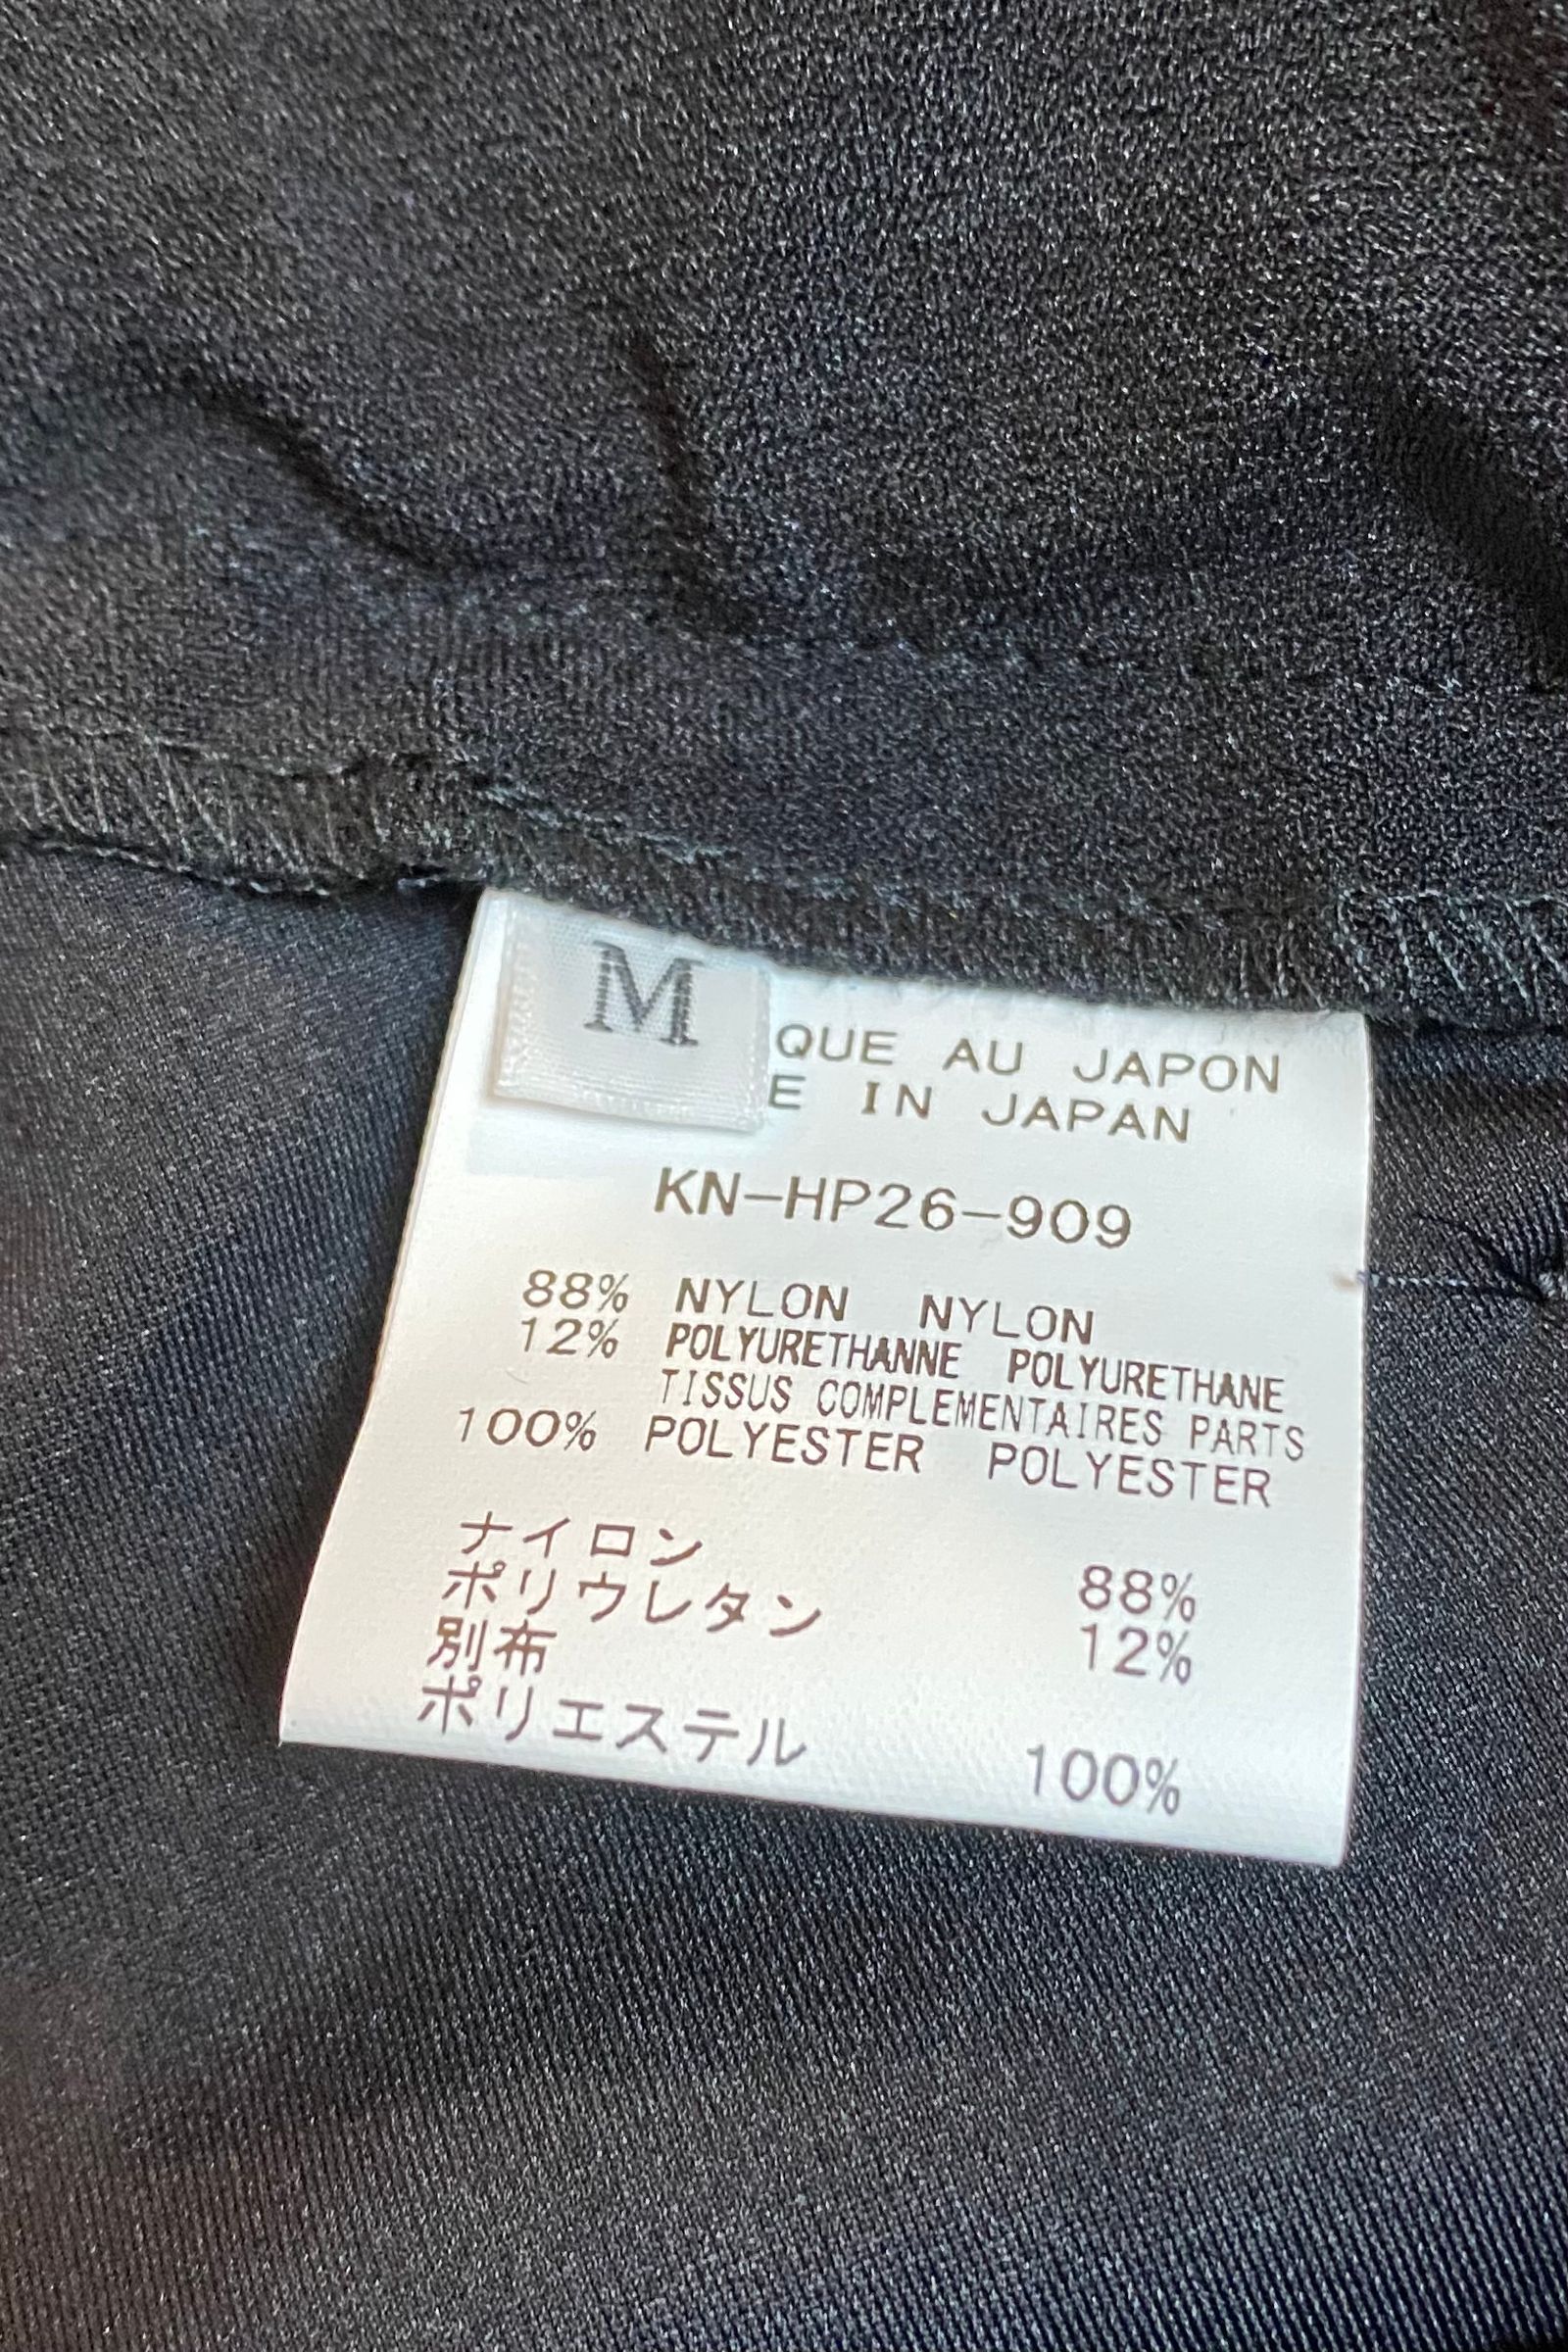 M
QUE AU JAPON
E IN JAPAN
KN-HP26-909
88% NYLON NYLON
12% POLYURETHANNE POLYURETHANE
TISSUS COMPLEMENTAIRES PARTS
100% POLYESTER POLYESTER
ナイロン 88%
ポリウレタン 12%
別布
ポリエステル 100%